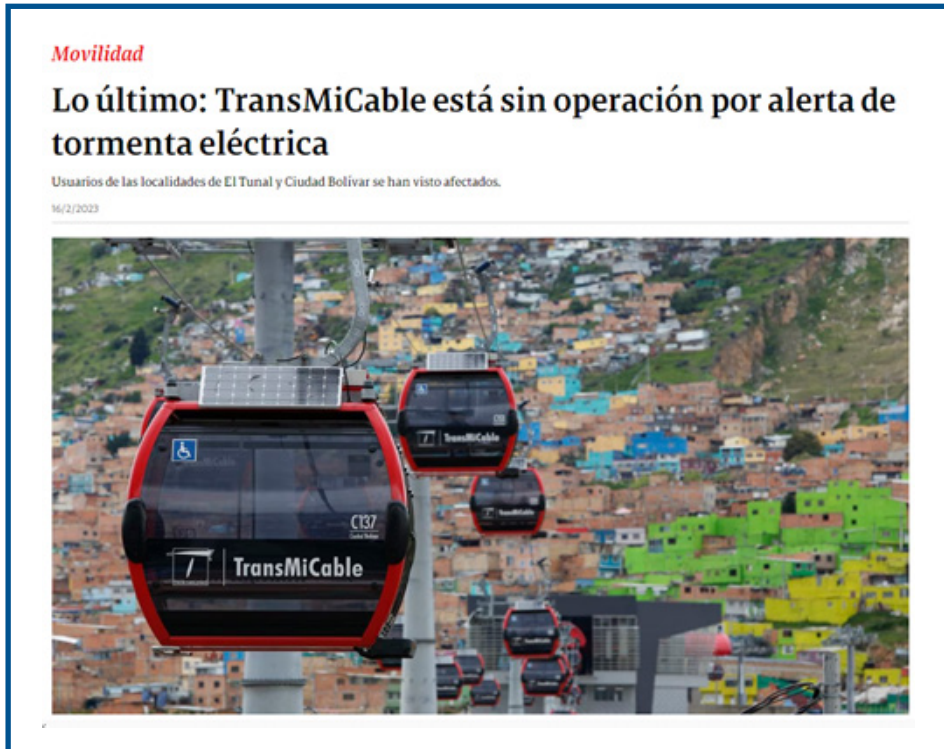 Movilidad
Lo último: TransMiCable está sin operación por alerta de
tormenta eléctrica
Usuarios de las localidades de El Tunal y Ciudad Bolívar se han visto afectados.
16/2/2023
TransMiCable
TransMiCable
C137
TransMiCable
TransMiCable